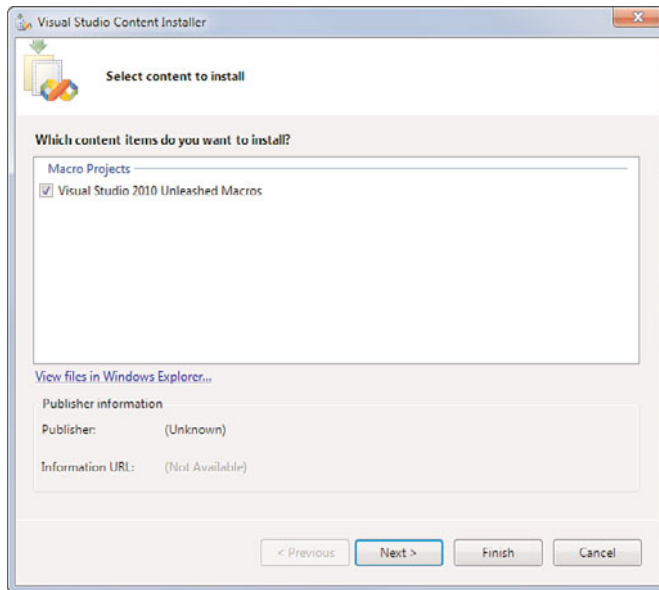 Visual Studio Content Installer
Select content to install
Which content items do you want to install?
Macro Projects
Visual Studio 2010 Unleashed Macros
View files in Windows Explorer...
Publisher information
Publisher: (Unknown)
Information URL: (Not Available)
< Previous Next > Finish Cancel